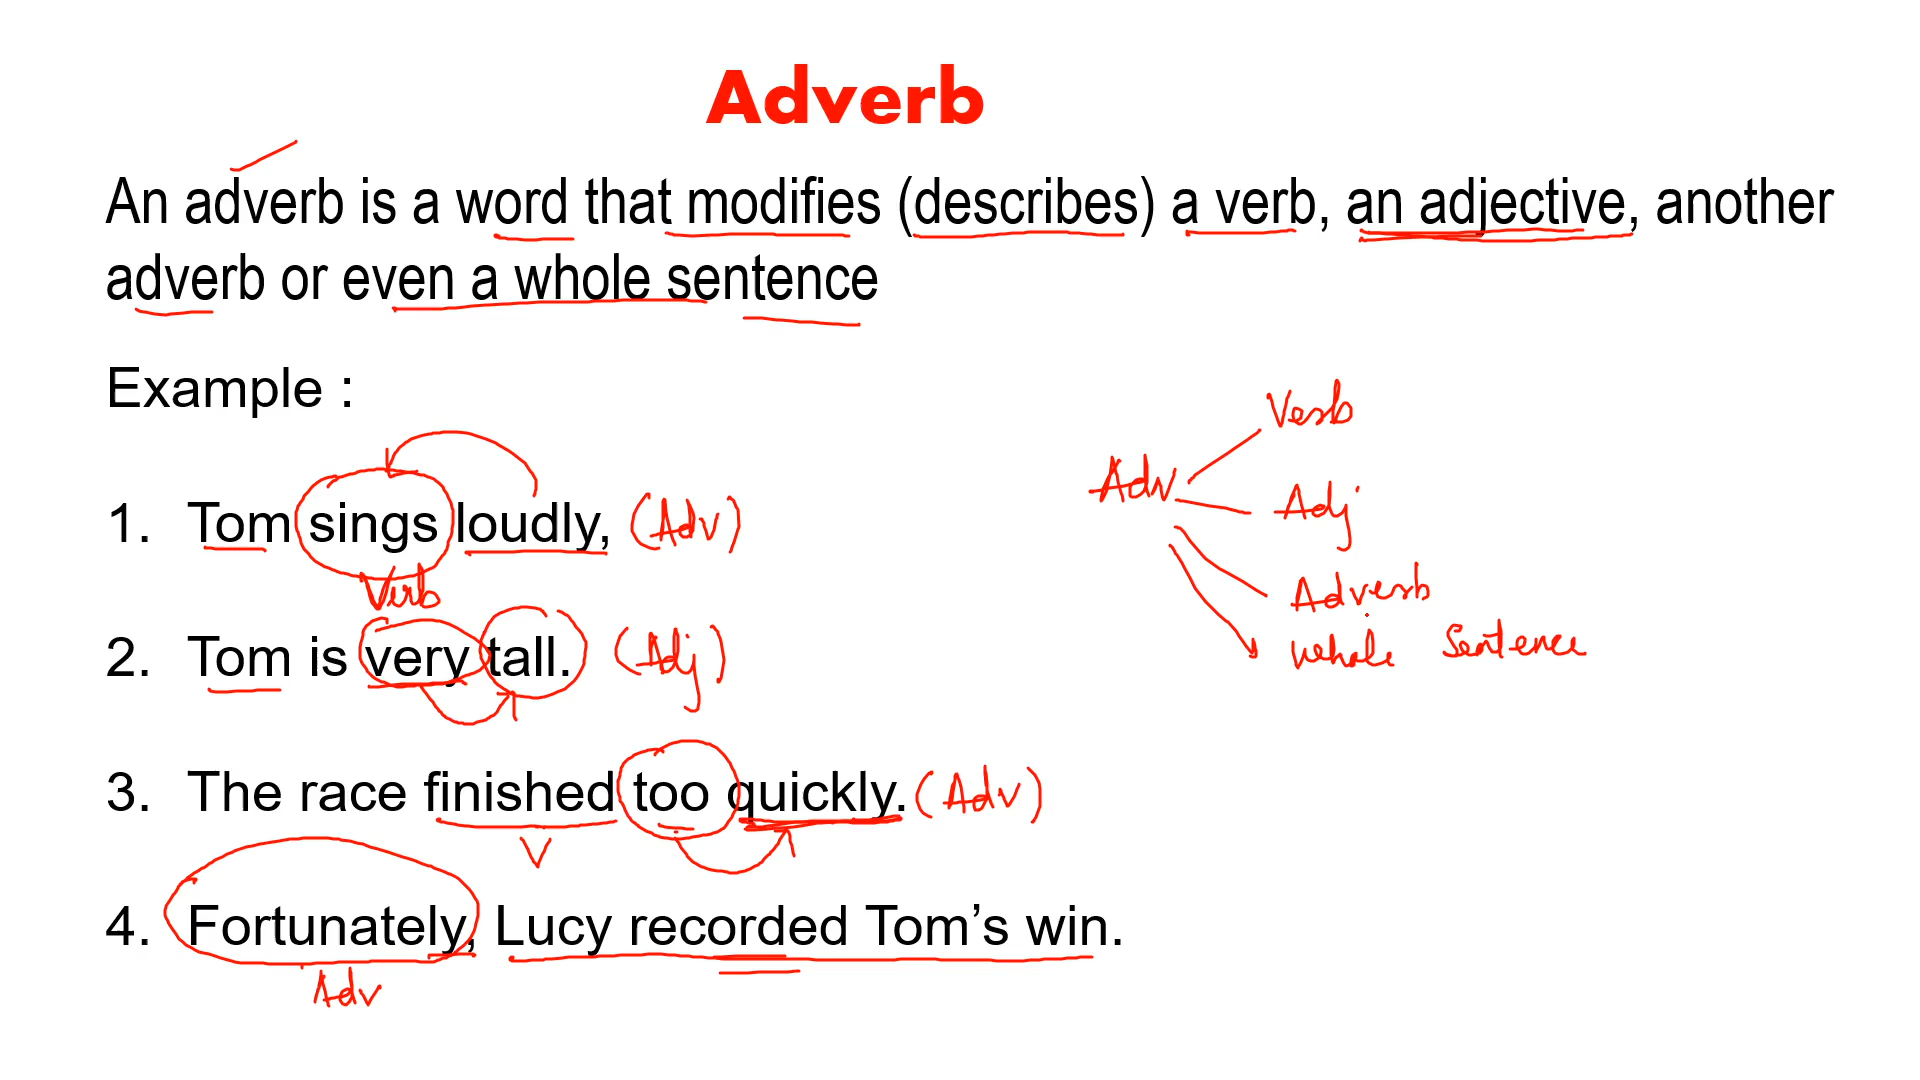 Adverb
An adverb is a word that modifies (describes) a verb, an adjective, another
adverb or even a whole sentence
Example :
1. Tom sings loudly, (Adv)
Verb
2. Tom is very tall. (Adj)
3. The race finished too quickly. (Adv)
V
4. Fortunately, Lucy recorded Tom’s win.
Adv
Adv
Verb
Adj
Adverb
Whole Sentence